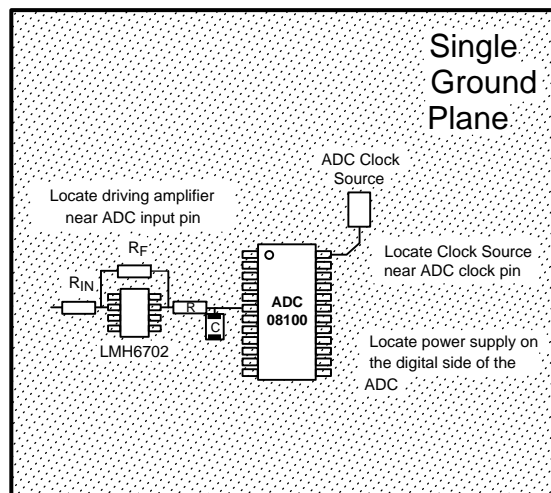 Single
Ground
Plane
ADC Clock
Source
Locate driving amplifier
near ADC input pin
RF
RIN
R
C
LMH6702
ADC
08100
Locate Clock Source
near ADC clock pin
Locate power supply on
the digital side of the
ADC